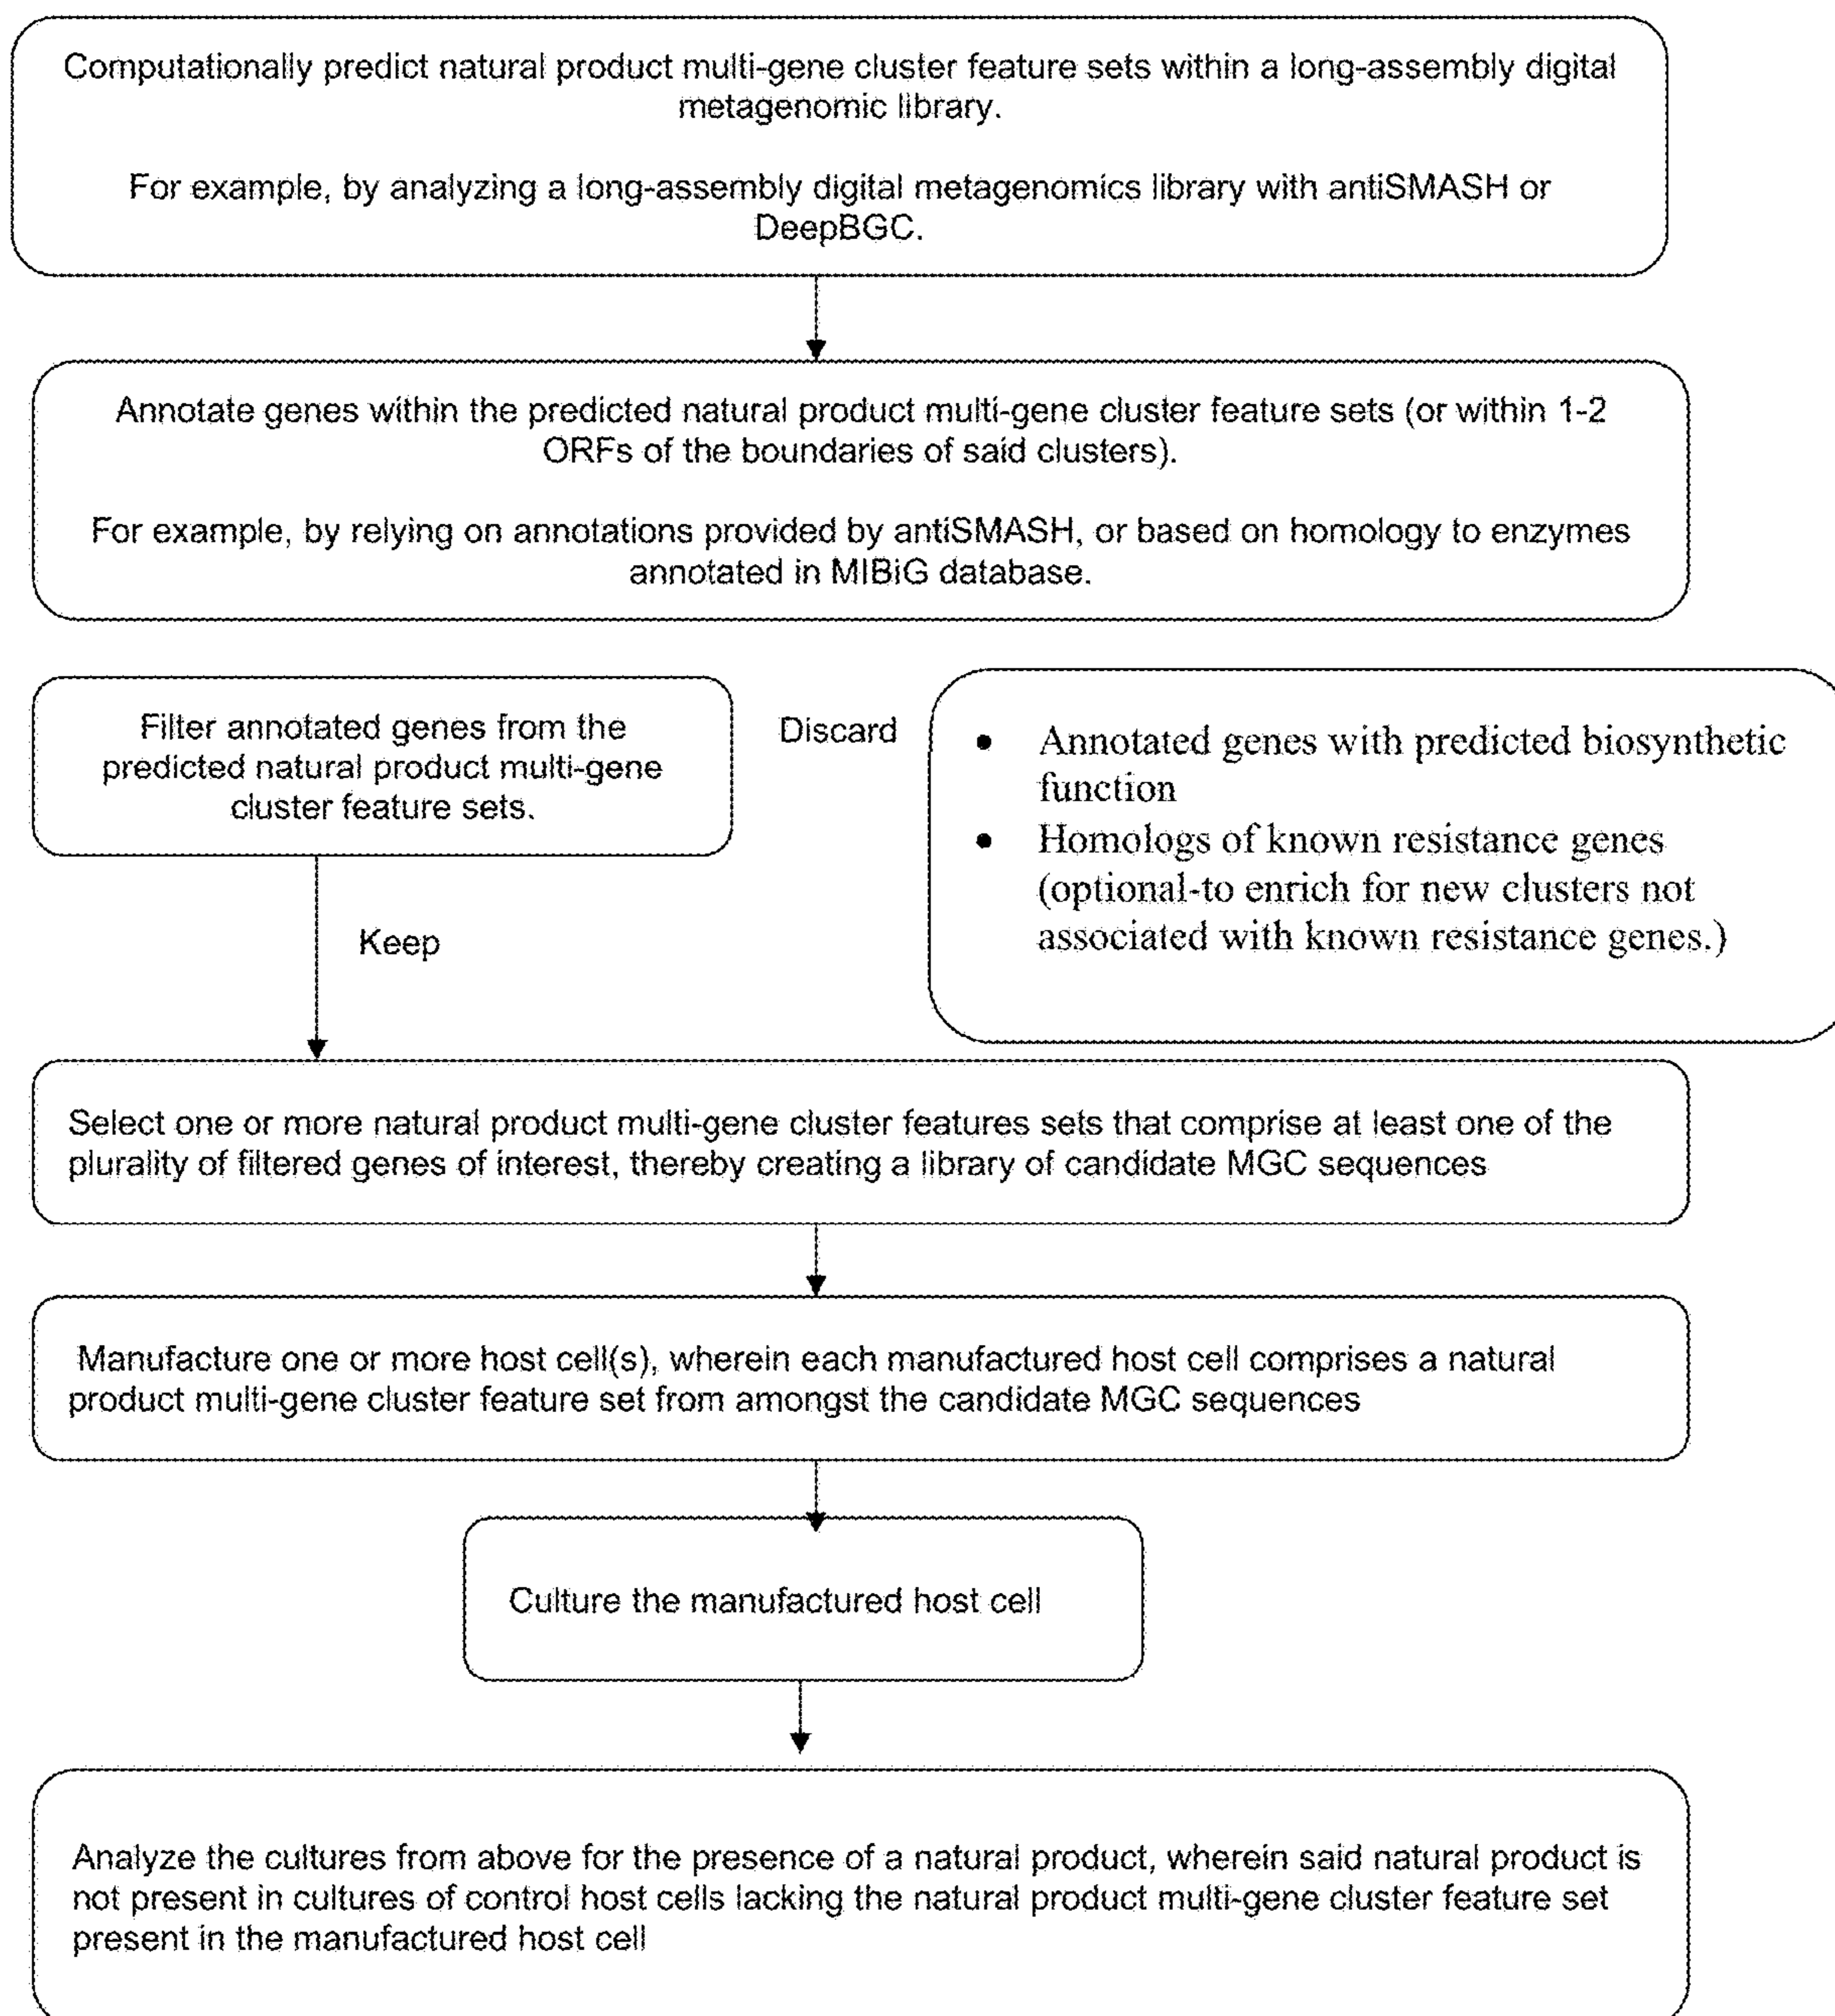 Computationally predict natural product multi-gene cluster feature sets within a long-assembly digital
metagenomic library.
For example, by analyzing a long-assembly digital metagenomics library with antiSMASH or
DeepBGC.
Annotate genes within the predicted natural product multi-gene cluster feature sets (or within 1-2
ORFs of the boundaries of said clusters).
For example, by relying on annotations provided by antiSMASH, or based on homology to enzymes
annotated in MIBiG database.
Filter annotated genes from the
predicted natural product multi-gene
cluster feature sets.
Discard
• Annotated genes with predicted biosynthetic
function
• Homologs of known resistance genes
(optional-to enrich for new clusters not
associated with known resistance genes.)
Keep
Select one or more natural product multi-gene cluster features sets that comprise at least one of the
plurality of filtered genes of interest, thereby creating a library of candidate MGC sequences
Manufacture one or more host cell(s), wherein each manufactured host cell comprises a natural
product multi-gene cluster feature set from amongst the candidate MGC sequences
Culture the manufactured host cell
Analyze the cultures from above for the presence of a natural product, wherein said natural product is
not present in cultures of control host cells lacking the natural product multi-gene cluster feature set
present in the manufactured host cell